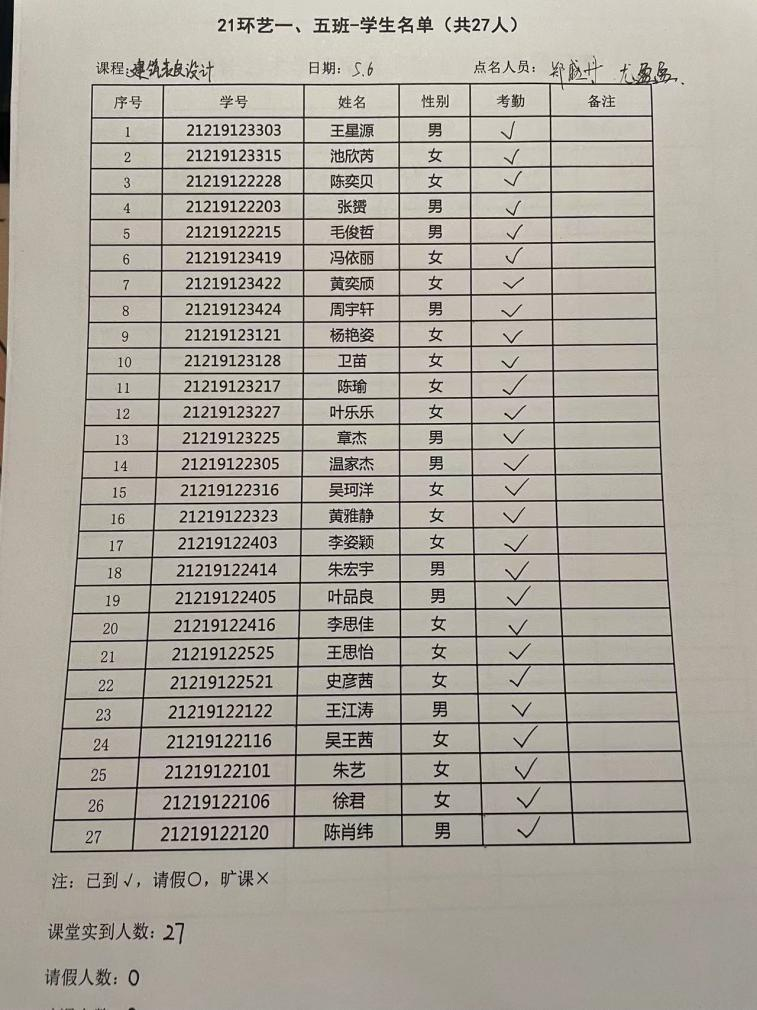 21环艺一、五班-学生名单（共27人）
课程: 建筑表皮设计 日期: 5.6 点名人员: 郑 尤
序号 学号 姓名 性别 考勤 备注
1 21219123303 王星源 男 ✓
2 21219123315 池欣芮 女 ✓
3 21219122228 陈奕贝 女 ✓
4 21219122203 张赟 男 ✓
5 21219122215 毛俊哲 男 ✓
6 21219123419 冯依丽 女 ✓
7 21219123422 黄奕颀 女 ✓
8 21219123424 周宇轩 男 ✓
9 21219123121 杨艳姿 女 ✓
10 21219123128 卫苗 女 ✓
11 21219123217 陈瑜 女 ✓
12 21219123227 叶乐乐 女 ✓
13 21219123225 章杰 男 ✓
14 21219122305 温家杰 男 ✓
15 21219122316 吴珂洋 女 ✓
16 21219122323 黄雅静 女 ✓
17 21219122403 李姿颖 女 ✓
18 21219122414 朱宏宇 男 ✓
19 21219122405 叶品良 男 ✓
20 21219122416 李思佳 女 ✓
21 21219122525 王思怡 女 ✓
22 21219122521 史彦茜 女 ✓
23 21219122122 王江涛 男 ✓
24 21219122116 吴王茜 女 ✓
25 21219122101 朱艺 女 ✓
26 21219122106 徐君 女 ✓
27 21219122120 陈肖纬 男 ✓
注: 已到√, 请假○, 旷课×
课堂实到人数: 27
请假人数: 0